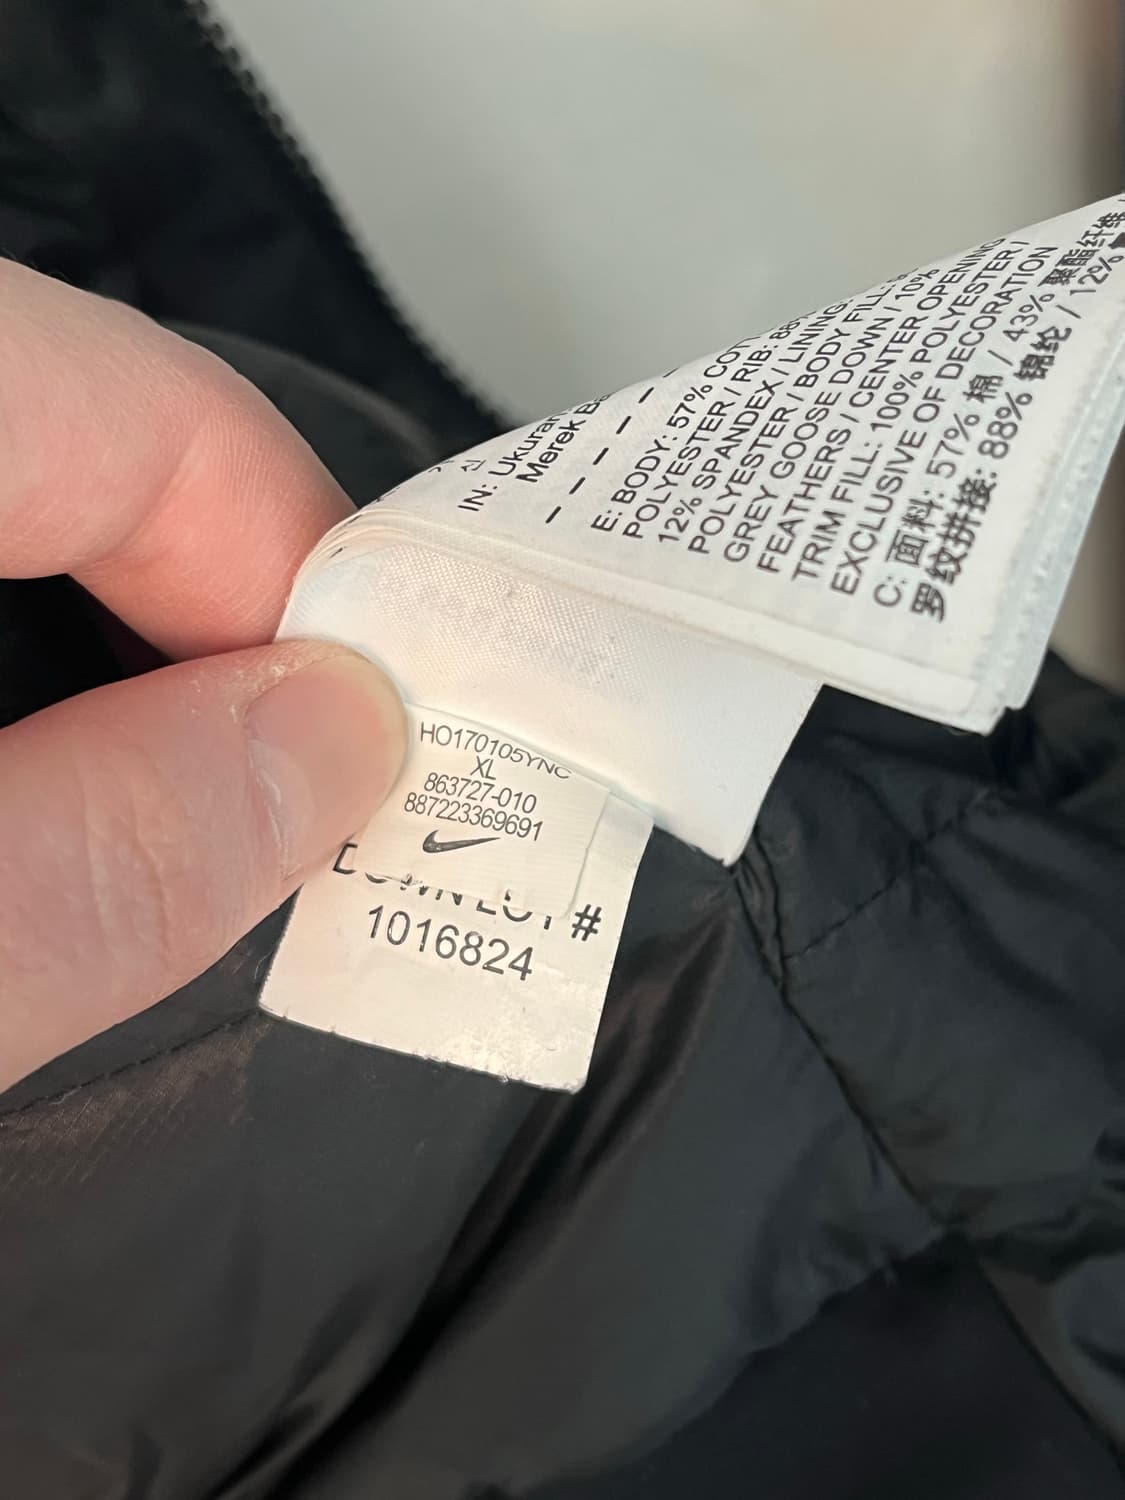 IN: Ukuran
Merek
E: BODY: 57%
POLYESTER / RIB: 88%
12% SPANDEX / LINING:
POLYESTER / BODY FILL:
GREY GOOSE DOWN / 10%
FEATHERS / CENTER OPENING
TRIM FILL: 100% POLYESTER /
EXCLUSIVE OF DECORATION
C: 面料: 57% 棉 / 43% 聚酯纤维 /
罗纹拼接: 88% 锦纶 / 12%
HO170105YNC
XL
863727-010
887223369691
DOWN LOT #
1016824